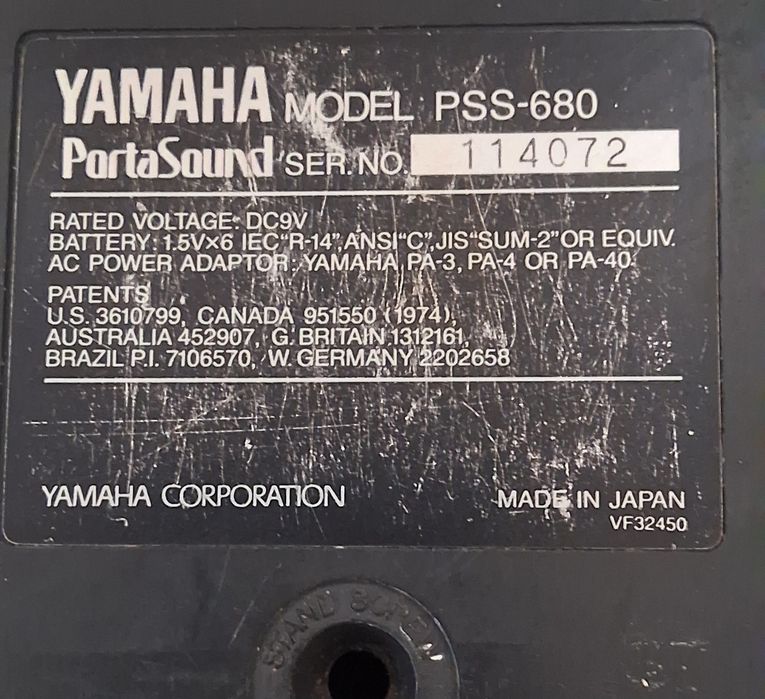 YAMAHA MODEL PSS-680
PortaSound SER. NO. 114072
RATED VOLTAGE: DC9V
BATTERY: 1.5V×6 IEC“R-14”,ANSI“C”,JIS“SUM-2”OR EQUIV.
AC POWER ADAPTOR: YAMAHA PA-3, PA-4 OR PA-40.
PATENTS
U.S. 3610799, CANADA 951550 (1974),
AUSTRALIA 452907, G. BRITAIN 1312161,
BRAZIL P.I. 7106570, W. GERMANY 2202658
YAMAHA CORPORATION MADE IN JAPAN
VF32450
STAND SCREW